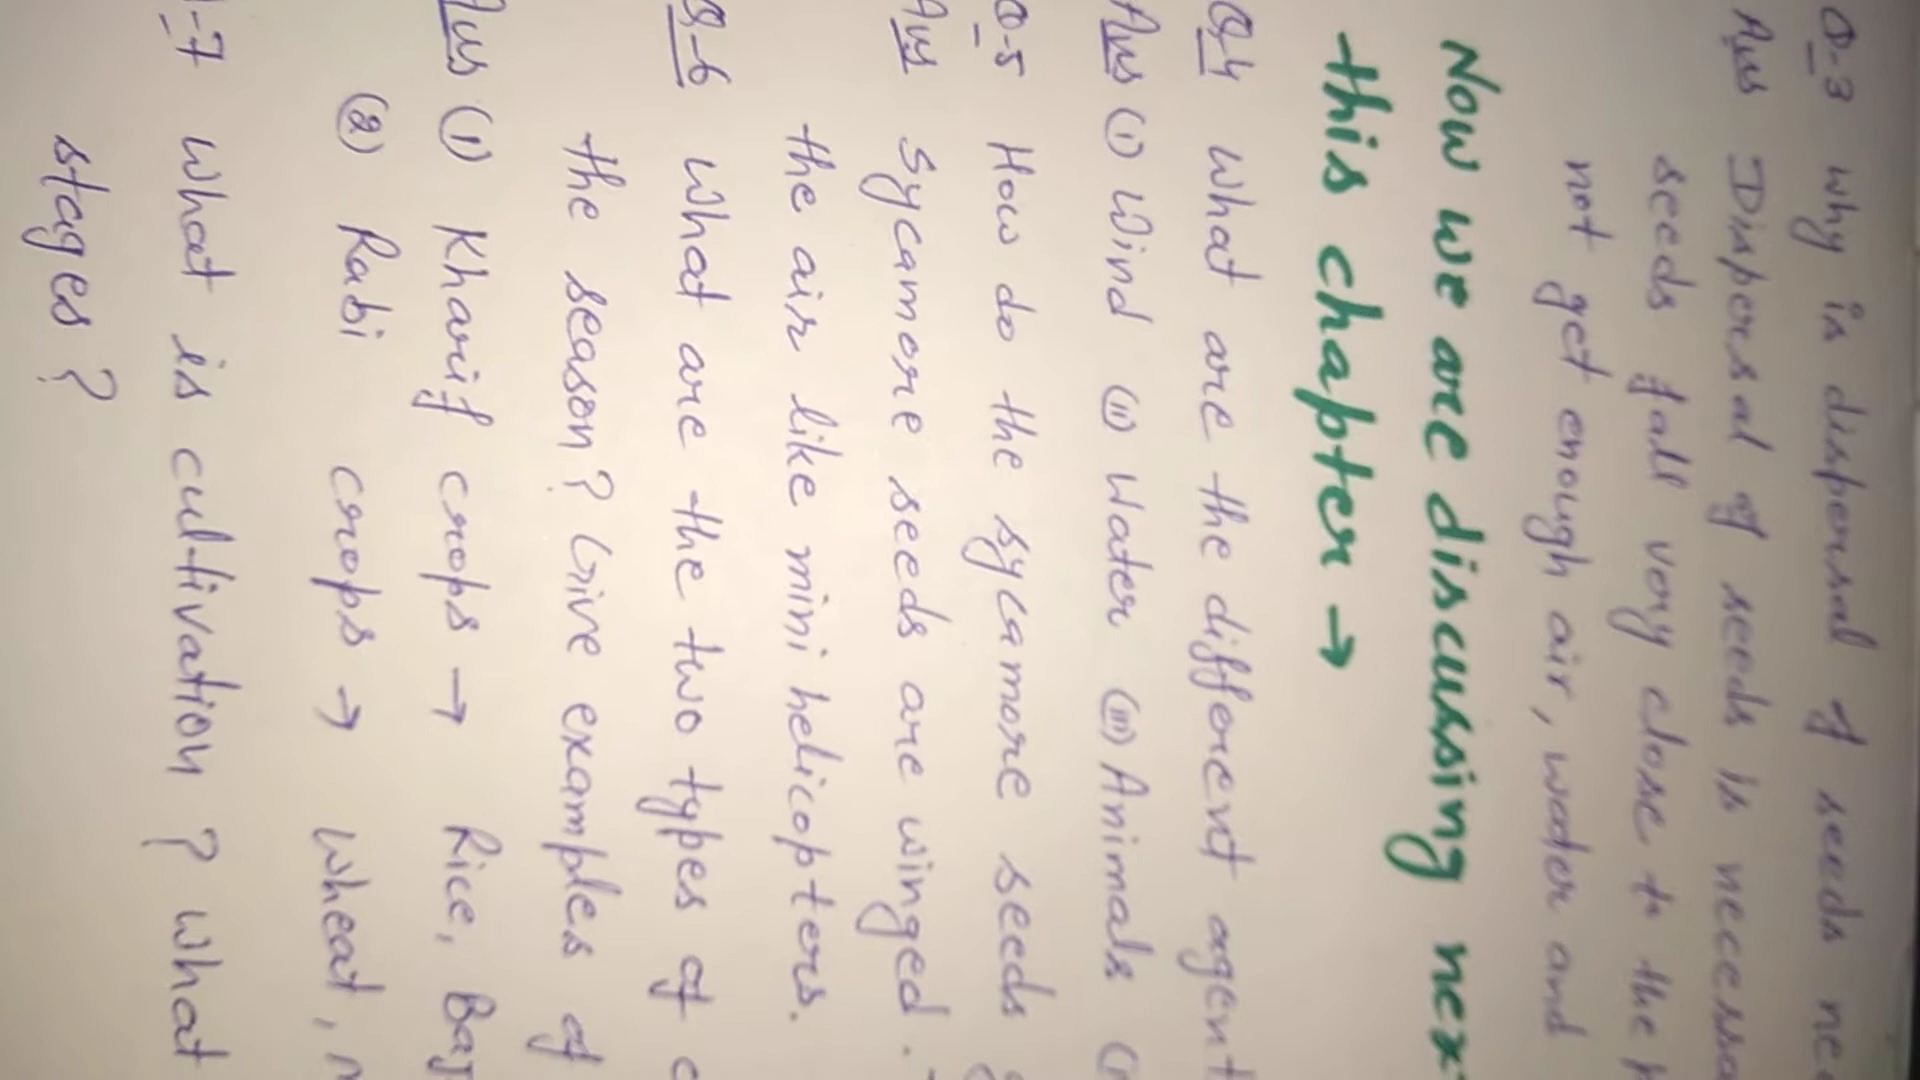 Q-3 Why is dispersal of seeds
Ans Dispersal of seeds is
seeds fall very close to the
not get enough air, water and
Now we are discussing
this chapter →
Q-4 What are the different
Ans (i) Wind (ii) Water (iii) Animals
Q-5 How do the sycamore seeds
Ans Sycamore seeds are winged.
the air like mini helicopters.
Q-6 What are the two types of
the season? Give examples of
Ans (1) Kharif crops → Rice,
(2) Rabi crops → Wheat,
-7 What is cultivation? What
stages?